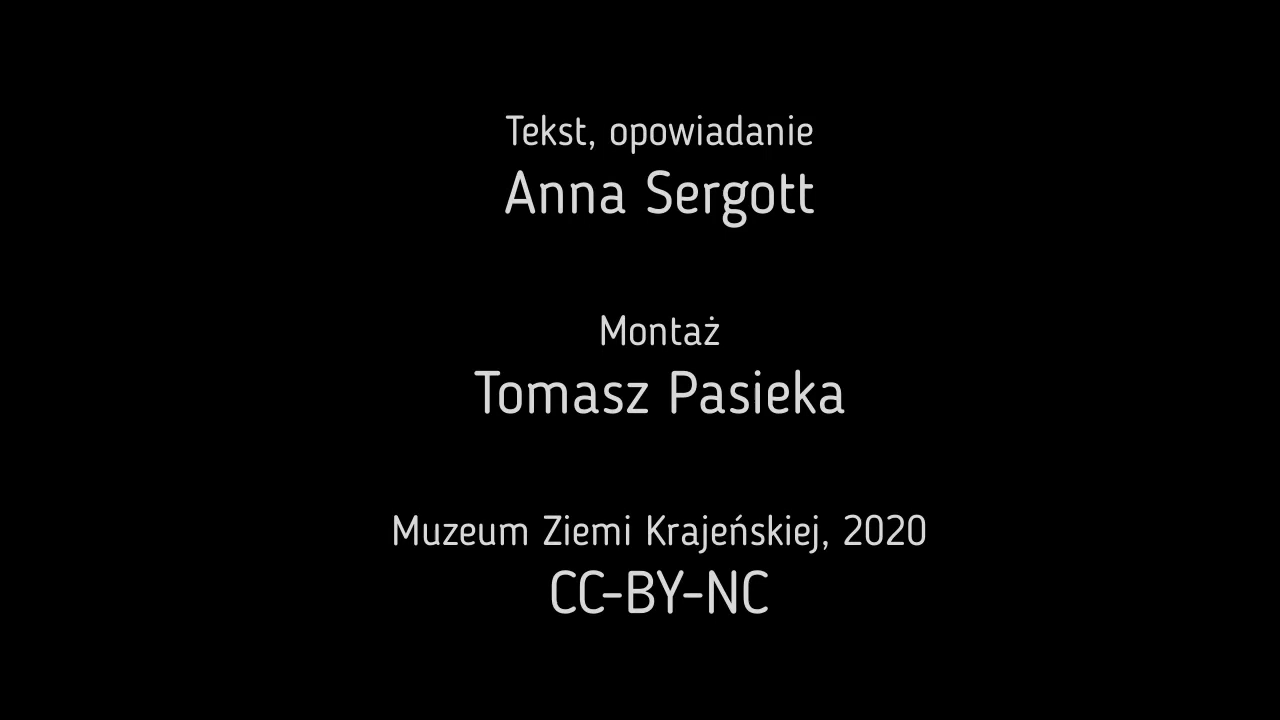 Tekst, opowiadanie
Anna Sergott
Montaż
Tomasz Pasieka
Muzeum Ziemi Krajeńskiej, 2020
CC-BY-NC